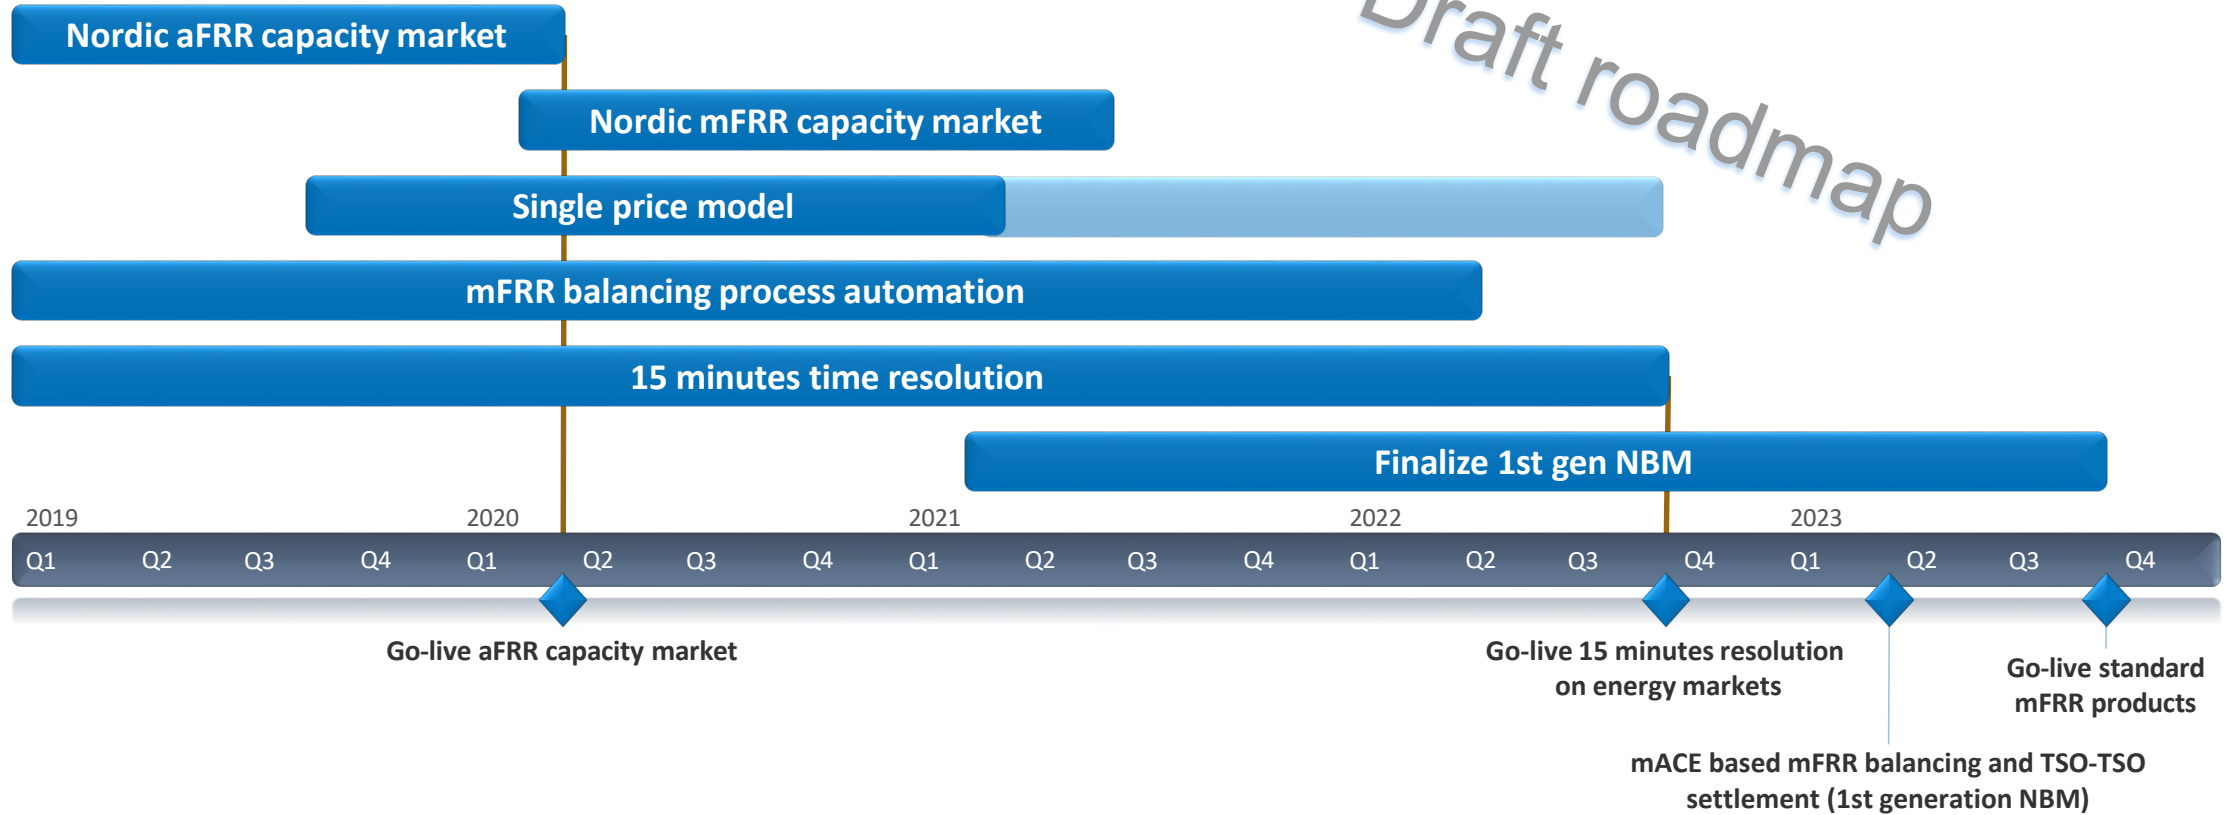 Draft roadmap
Nordic aFRR capacity market
Nordic mFRR capacity market
Single price model
mFRR balancing process automation
15 minutes time resolution
Finalize 1st gen NBM
2019 2020 2021 2022 2023
Q1 Q2 Q3 Q4 Q1 Q2 Q3 Q4 Q1 Q2 Q3 Q4 Q1 Q2 Q3 Q4 Q1 Q2 Q3 Q4
Go-live aFRR capacity market
Go-live 15 minutes resolution
on energy markets
Go-live standard
mFRR products
mACE based mFRR balancing and TSO-TSO
settlement (1st generation NBM)